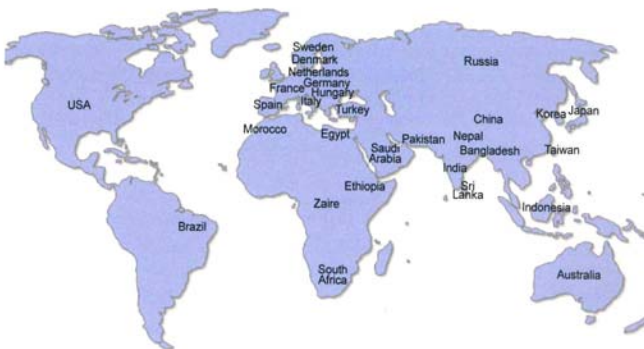 Sweden
Denmark
Netherlands
Germany
France
Hungary
Spain
Italy
Turkey
Morocco
Egypt
Saudi
Arabia
Pakistan
Russia
China
Korea
Japan
Nepal
Bangladesh
Taiwan
India
Sri
Lanka
Indonesia
USA
Ethiopia
Zaire
Brazil
South
Africa
Australia